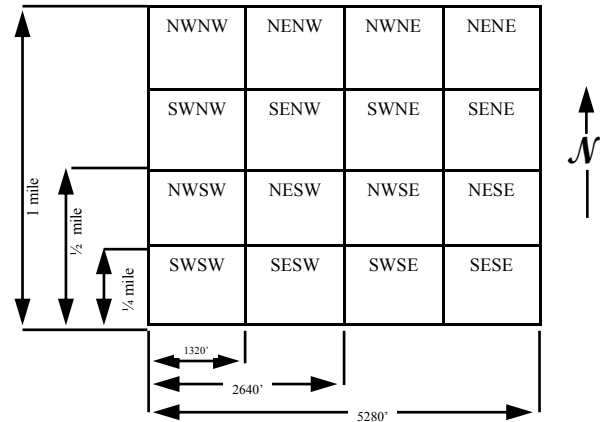 NWNW NENW NWNE NENE
SWNW SENW SWNE SENE
N
1 mile
½ mile
NWSW NESW NWSE NESE
¼ mile
SWSW SESW SWSE SESE
1320'
2640'
5280'